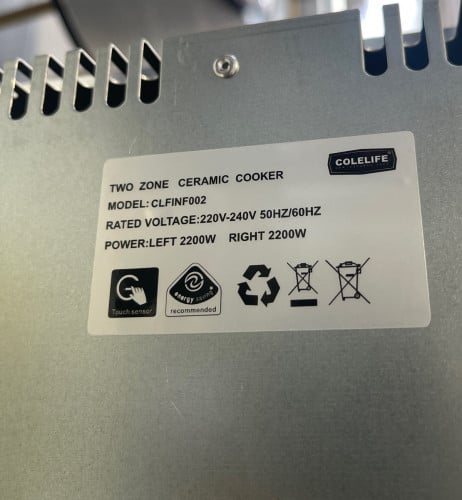 COLELIFE
TWO ZONE CERAMIC COOKER
MODEL:CLFINF002
RATED VOLTAGE:220V-240V 50HZ/60HZ
POWER:LEFT 2200W RIGHT 2200W
energy saving
Touch sensor
recommended